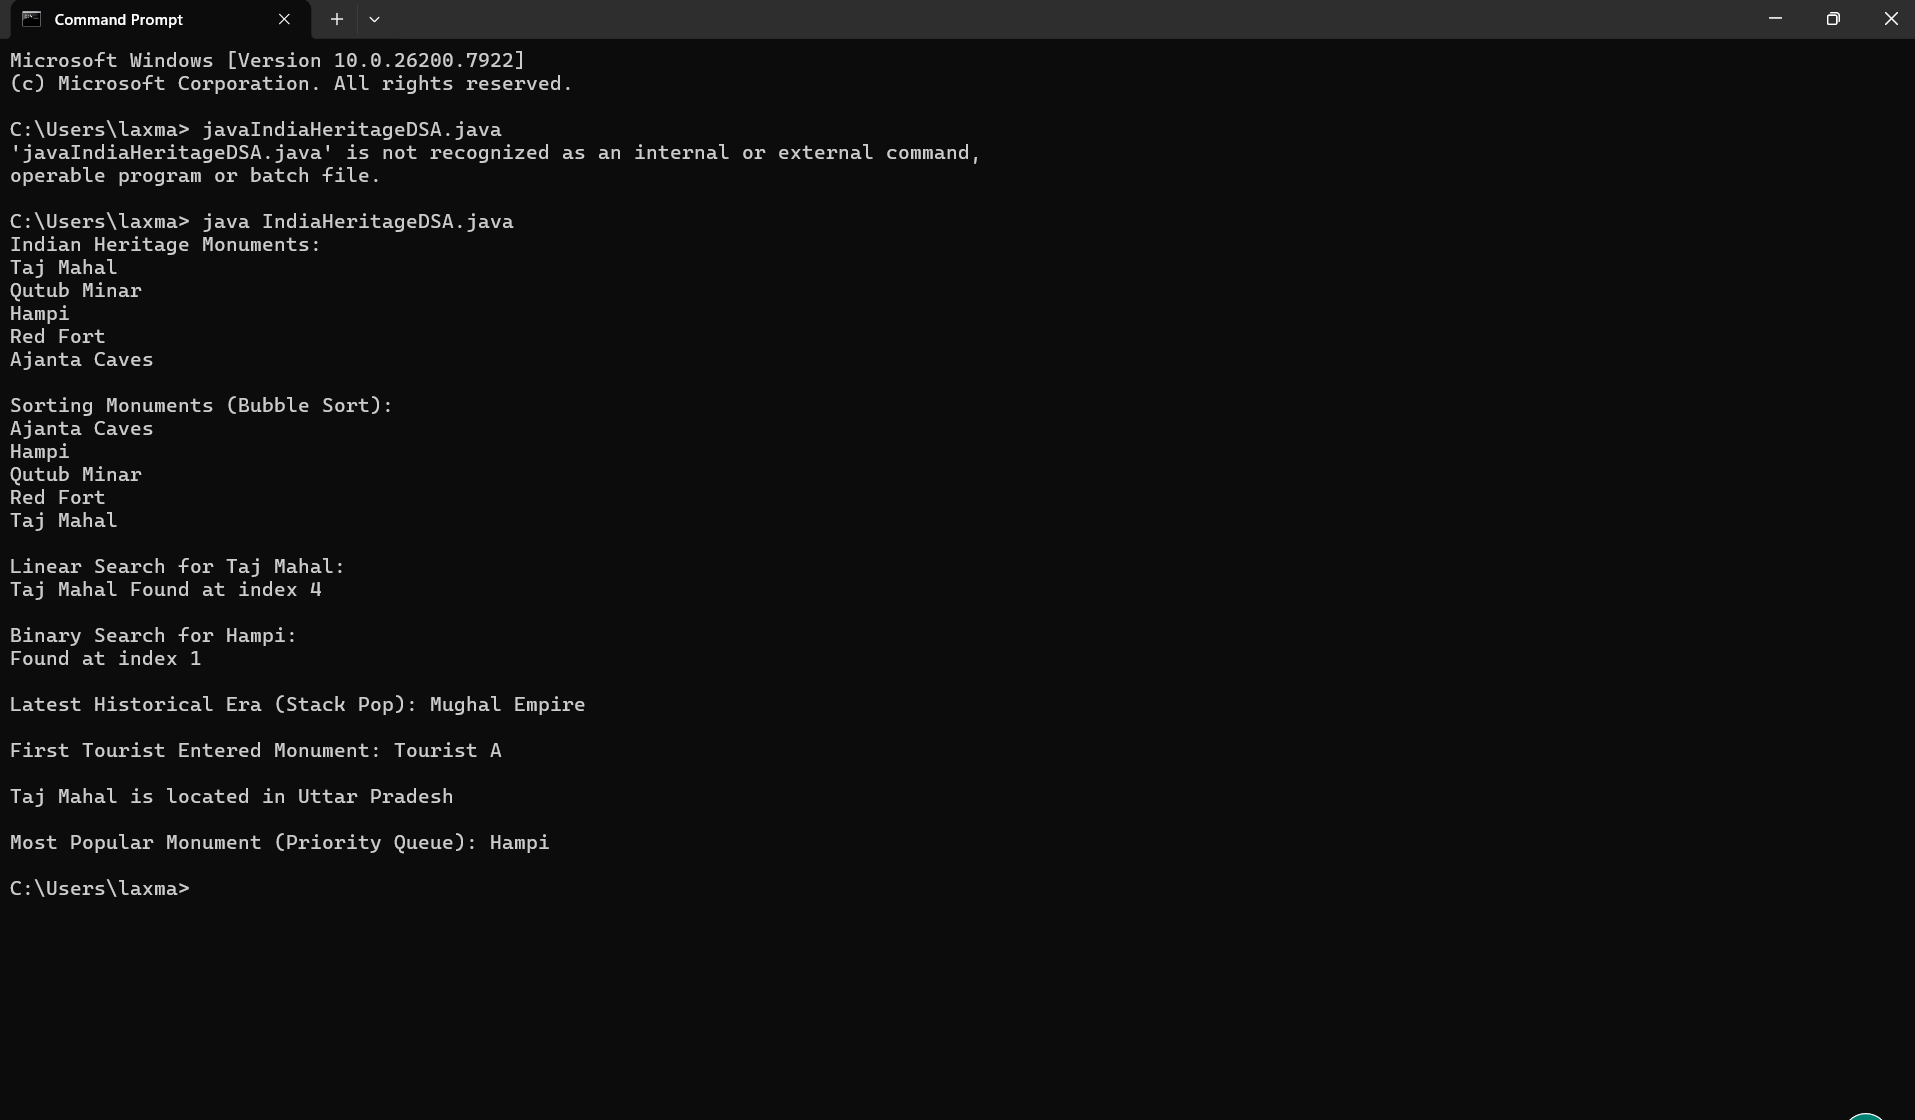 Command Prompt
Microsoft Windows [Version 10.0.26200.7922]
(c) Microsoft Corporation. All rights reserved.
C:\Users\laxma> javaIndiaHeritageDSA.java
'javaIndiaHeritageDSA.java' is not recognized as an internal or external command,
operable program or batch file.
C:\Users\laxma> java IndiaHeritageDSA.java
Indian Heritage Monuments:
Taj Mahal
Qutub Minar
Hampi
Red Fort
Ajanta Caves
Sorting Monuments (Bubble Sort):
Ajanta Caves
Hampi
Qutub Minar
Red Fort
Taj Mahal
Linear Search for Taj Mahal:
Taj Mahal Found at index 4
Binary Search for Hampi:
Found at index 1
Latest Historical Era (Stack Pop): Mughal Empire
First Tourist Entered Monument: Tourist A
Taj Mahal is located in Uttar Pradesh
Most Popular Monument (Priority Queue): Hampi
C:\Users\laxma>